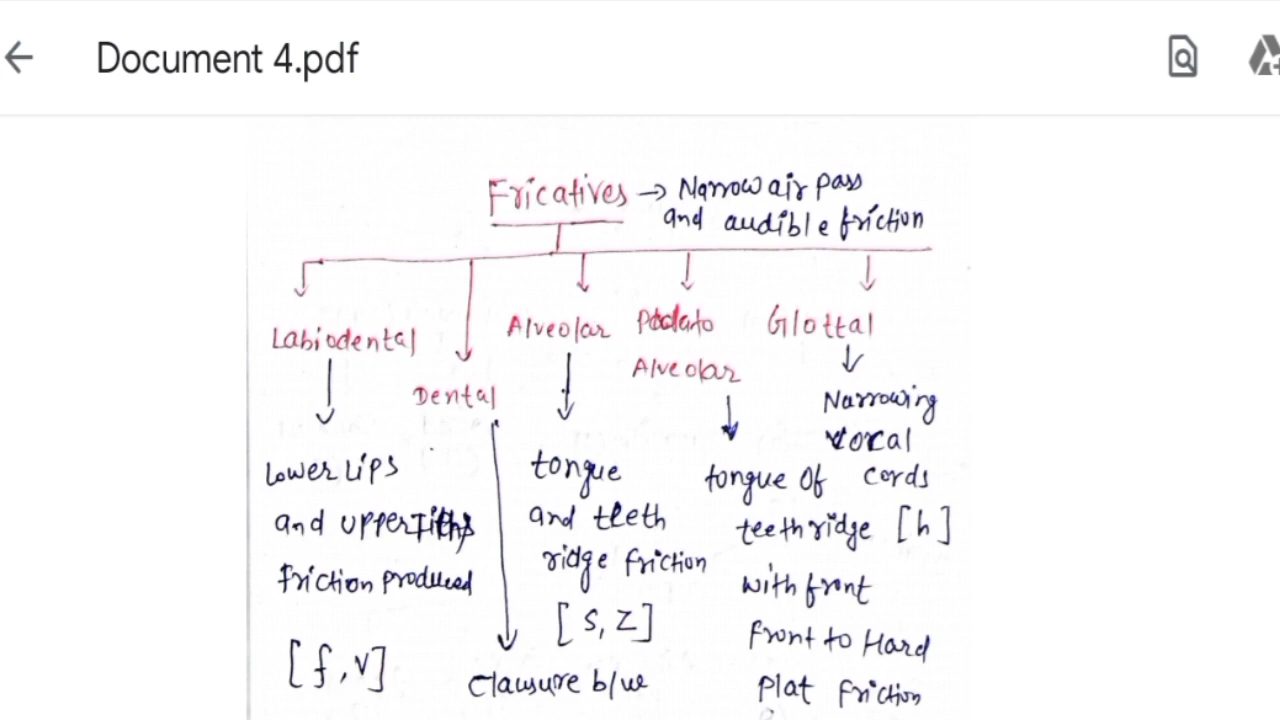 Document 4.pdf
Fricatives → Narrow air pass
and audible friction
Labiodental
Dental
Alveolar
Palato
Alveolar
Glottal
Lower Lips
and upper
friction produced
[f, v]
Clausure b/w
tongue
and teeth
ridge friction
[s, z]
tongue of
teeth ridge
with front
front to Hard
Plat friction
Narrowing
vocal
cords
[h]